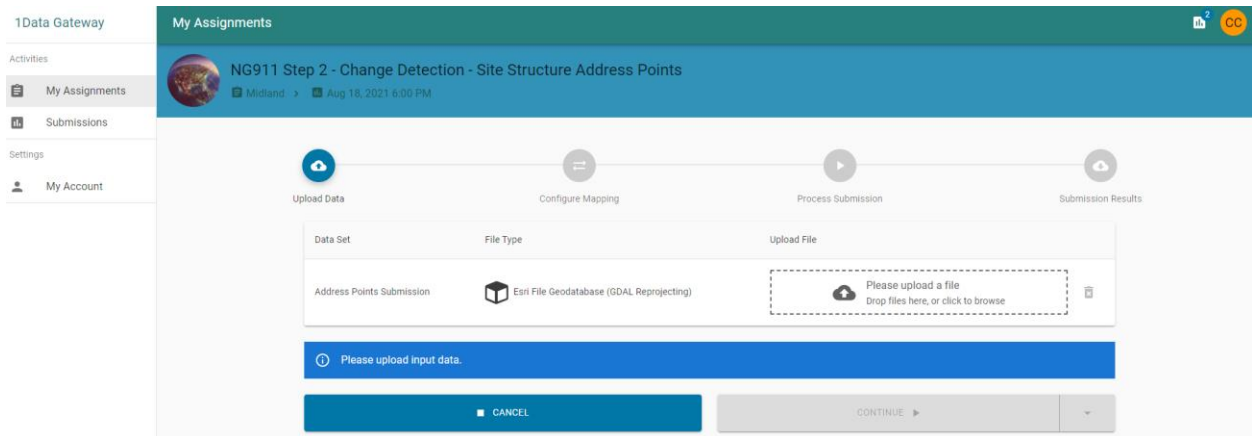 1Data Gateway
My Assignments
2
CC
Activities
My Assignments
Submissions
Settings
My Account
NG911 Step 2 - Change Detection - Site Structure Address Points
Midland > Aug 18, 2021 6:00 PM
Upload Data
Configure Mapping
Process Submission
Submission Results
Data Set
File Type
Upload File
Address Points Submission
Esri File Geodatabase (GDAL Reprojecting)
Please upload a file
Drop files here, or click to browse
Please upload input data.
CANCEL
CONTINUE